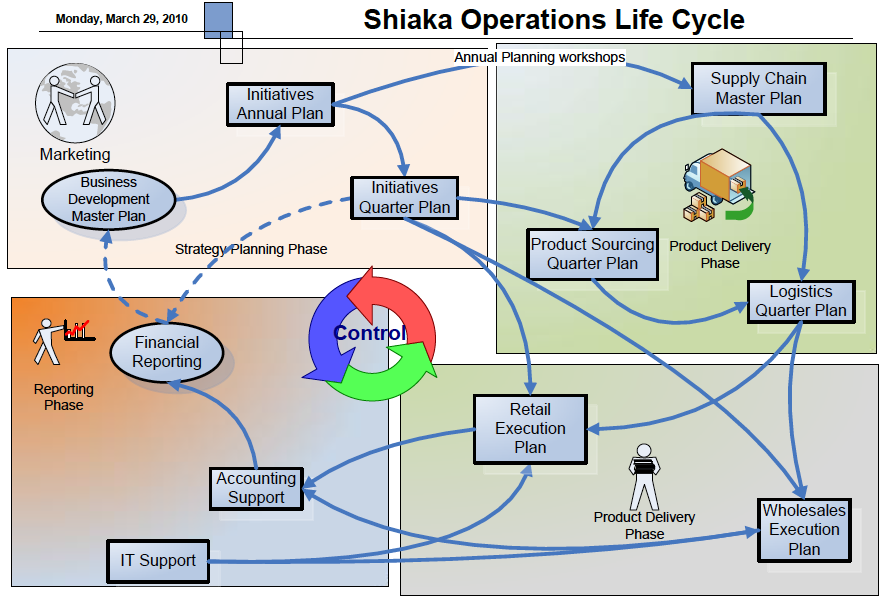 Monday, March 29, 2010
Shiaka Operations Life Cycle
Annual Planning workshops
Marketing
Initiatives
Annual Plan
Supply Chain
Master Plan
Business
Development
Master Plan
Initiatives
Quarter Plan
Strategy Planning Phase
Product Sourcing
Quarter Plan
Product Delivery
Phase
Logistics
Quarter Plan
Control
Financial
Reporting
Reporting
Phase
Retail
Execution
Plan
Accounting
Support
Product Delivery
Phase
Wholesales
Execution
Plan
IT Support